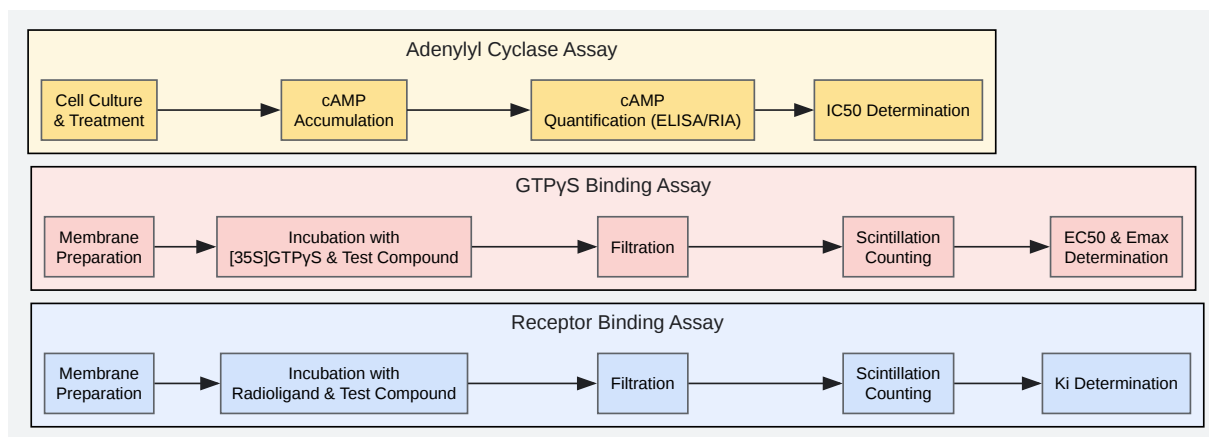 Adenylyl Cyclase Assay
Cell Culture
& Treatment
cAMP
Accumulation
cAMP
Quantification (ELISA/RIA)
IC50 Determination
GTPγS Binding Assay
Membrane
Preparation
Incubation with
[35S]GTPγS & Test Compound
Filtration
Scintillation
Counting
EC50 & Emax
Determination
Receptor Binding Assay
Membrane
Preparation
Incubation with
Radioligand & Test Compound
Filtration
Scintillation
Counting
Ki Determination